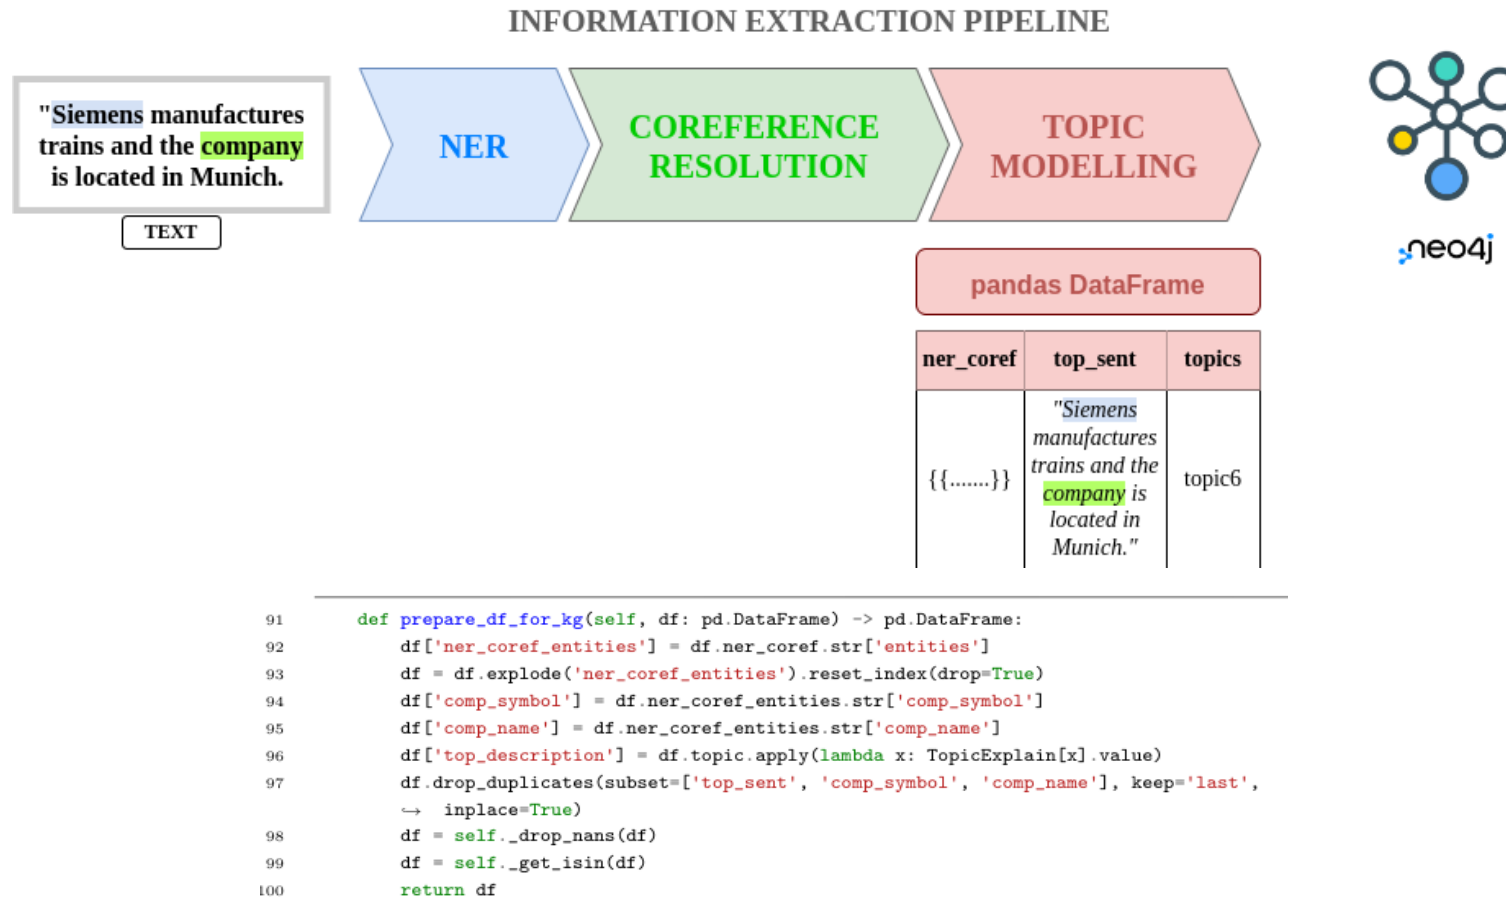 INFORMATION EXTRACTION PIPELINE
"Siemens manufactures
trains and the company
is located in Munich.
TEXT
NER
COREFERENCE
RESOLUTION
TOPIC
MODELLING
neo4j
pandas DataFrame
ner_coref top_sent topics
{{.......}}
"Siemens
manufactures
trains and the
company is
located in
Munich."
topic6
91 def prepare_df_for_kg(self, df: pd.DataFrame) -> pd.DataFrame:
92 df['ner_coref_entities'] = df.ner_coref.str['entities']
93 df = df.explode('ner_coref_entities').reset_index(drop=True)
94 df['comp_symbol'] = df.ner_coref_entities.str['comp_symbol']
95 df['comp_name'] = df.ner_coref_entities.str['comp_name']
96 df['top_description'] = df.topic.apply(lambda x: TopicExplain[x].value)
97 df.drop_duplicates(subset=['top_sent', 'comp_symbol', 'comp_name'], keep='last',
↪ inplace=True)
98 df = self._drop_nans(df)
99 df = self._get_isin(df)
100 return df